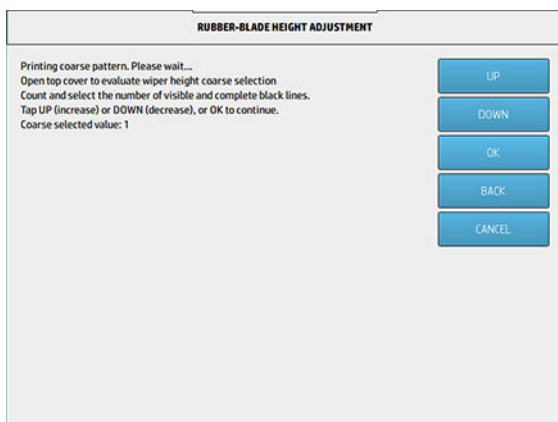 RUBBER-BLADE HEIGHT ADJUSTMENT
Printing coarse pattern. Please wait...
Open top cover to evaluate wiper height coarse selection
Count and select the number of visible and complete black lines.
Tap UP (increase) or DOWN (decrease), or OK to continue.
Coarse selected value: 1
UP
DOWN
OK
BACK
CANCEL